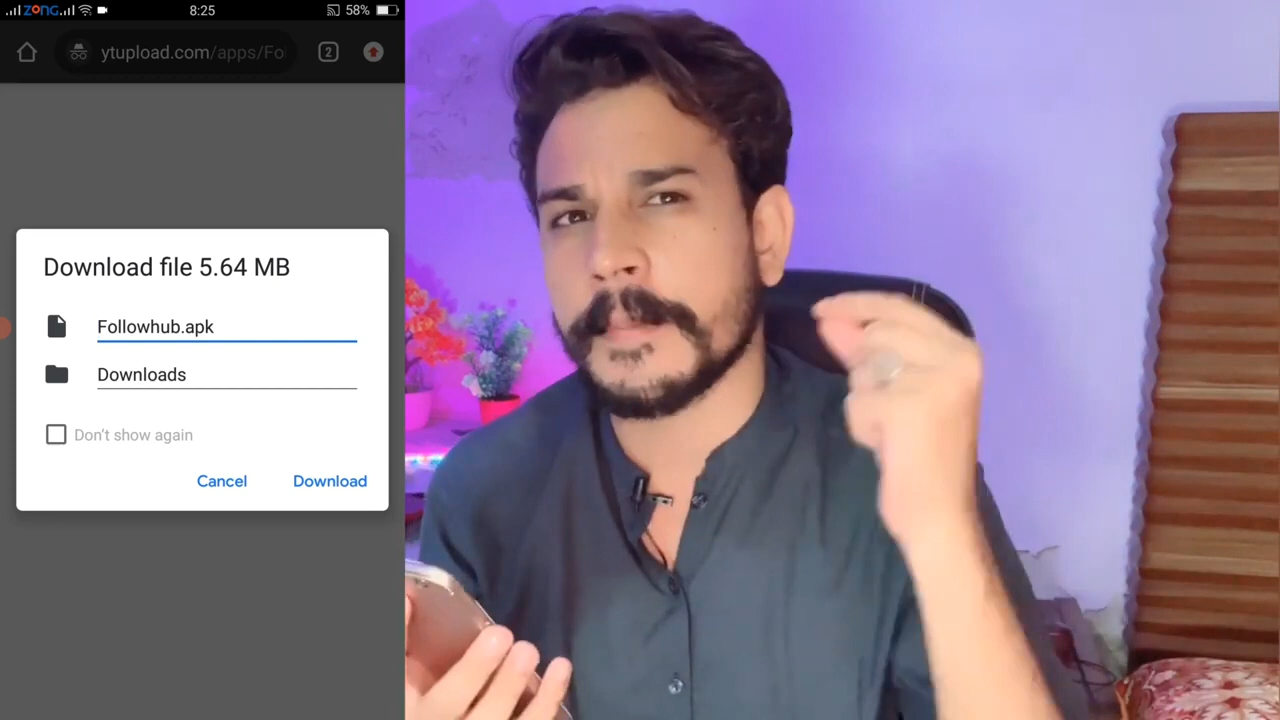 ZONG 8:25 58%
ytupload.com/apps/Fo
2
Download file 5.64 MB
Followhub.apk
Downloads
Don't show again
Cancel Download